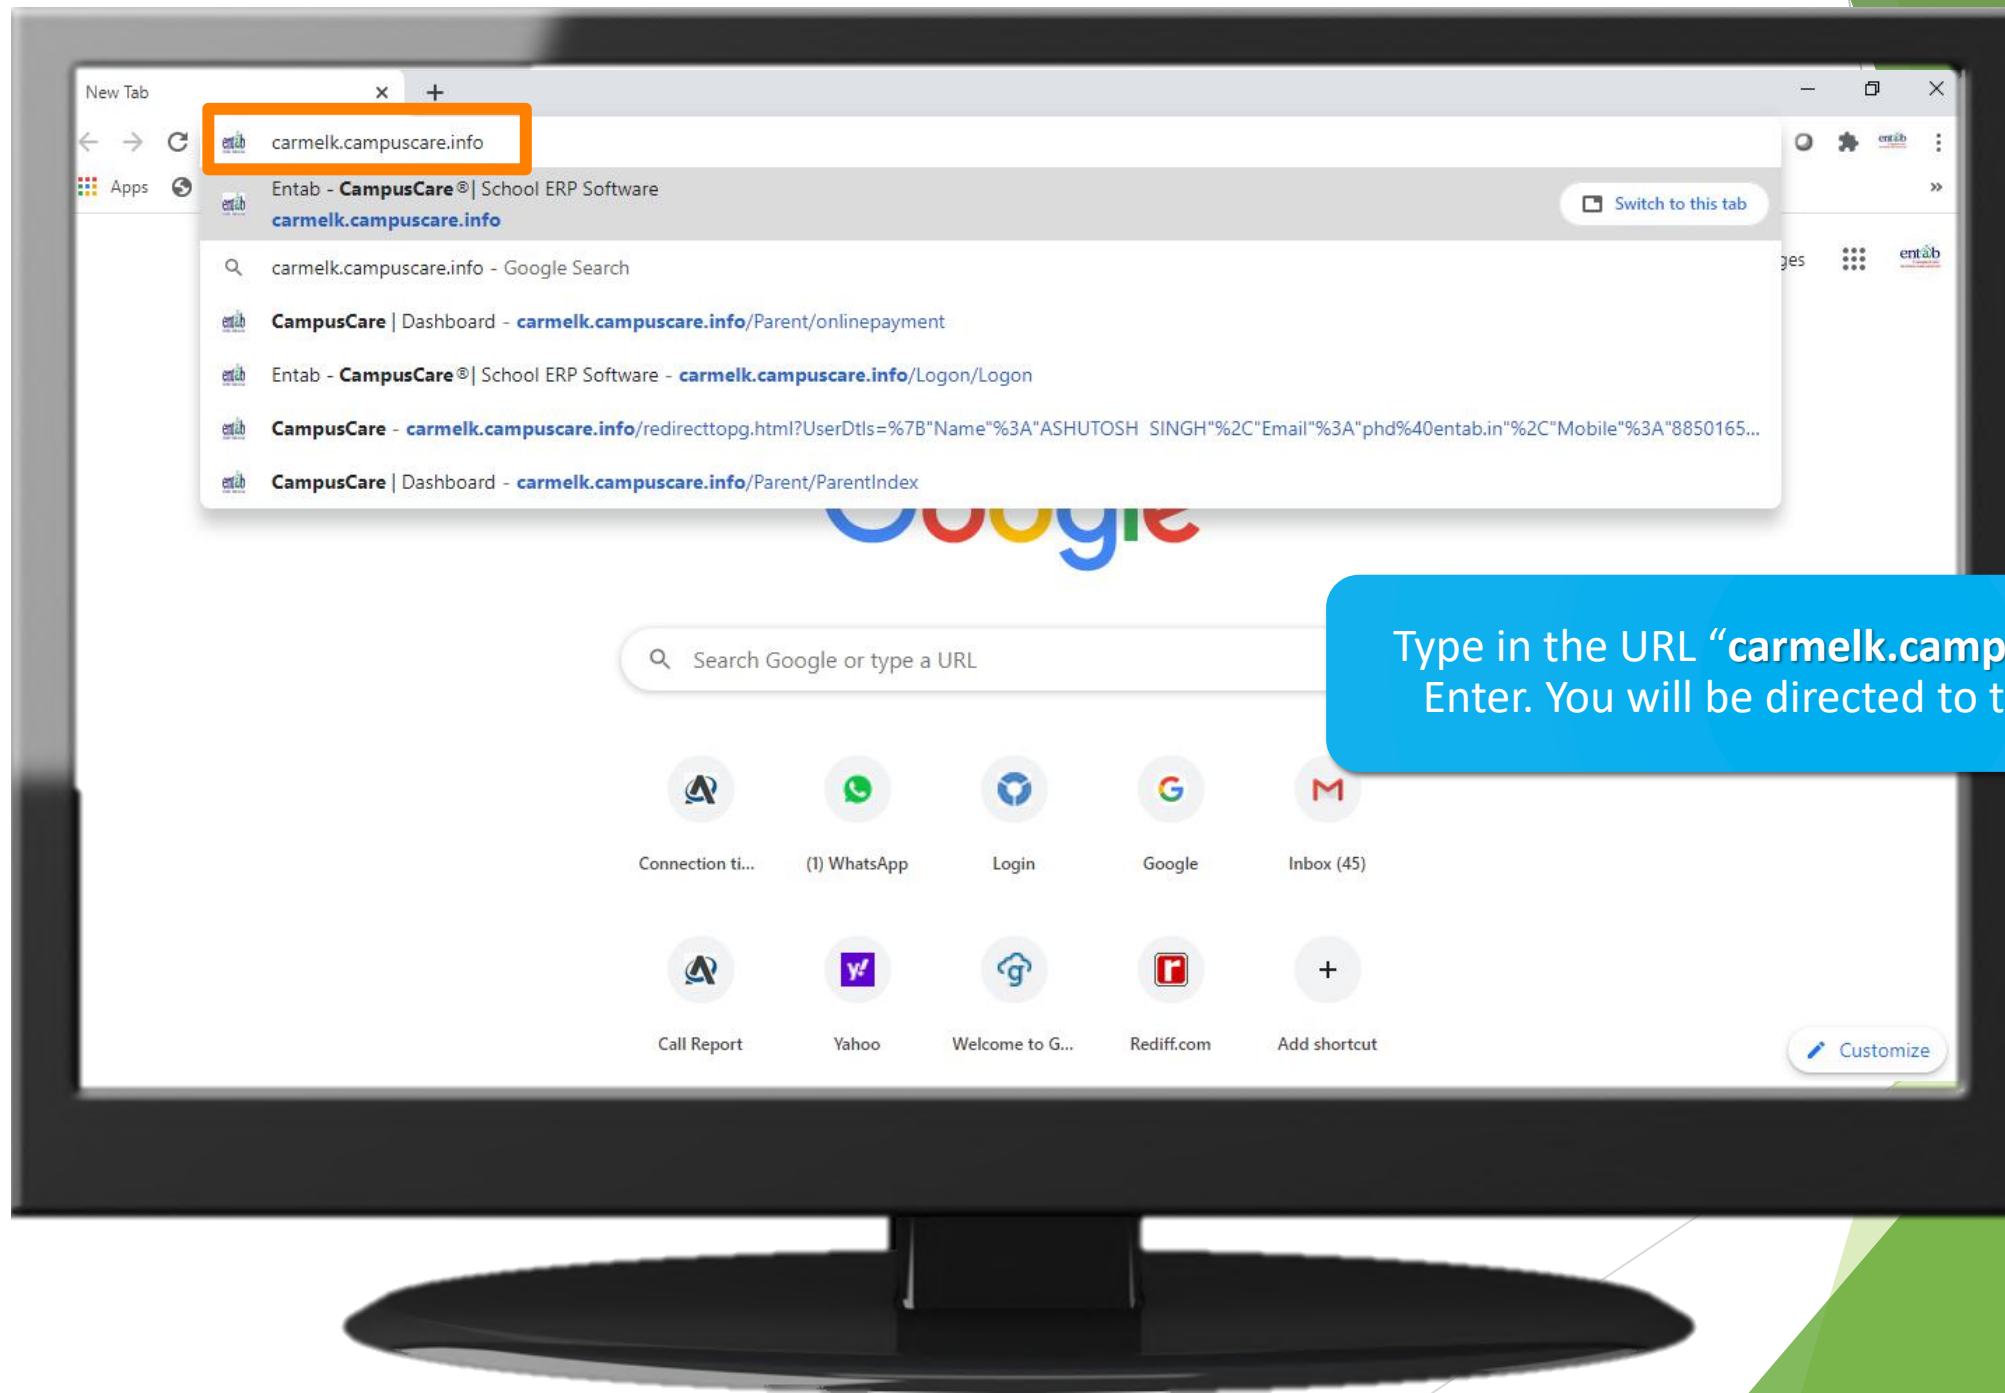 New Tab
carmelk.campuscare.info
Apps
Entab - CampusCare®| School ERP Software
carmelk.campuscare.info
Switch to this tab
carmelk.campuscare.info - Google Search
ges
entab
CampusCare | Dashboard - carmelk.campuscare.info/Parent/onlinepayment
Entab - CampusCare®| School ERP Software - carmelk.campuscare.info/Logon/Logon
CampusCare - carmelk.campuscare.info/redirecttopg.html?UserDtls=%7B"Name"%3A"ASHUTOSH SINGH"%2C"Email"%3A"phd%40entab.in"%2C"Mobile"%3A"8850165...
CampusCare | Dashboard - carmelk.campuscare.info/Parent/ParentIndex
Google
Search Google or type a URL
Type in the URL “carmelk.camp
Enter. You will be directed to t
Connection ti...
(1) WhatsApp
Login
Google
Inbox (45)
Call Report
Yahoo
Welcome to G...
Rediff.com
Add shortcut
Customize